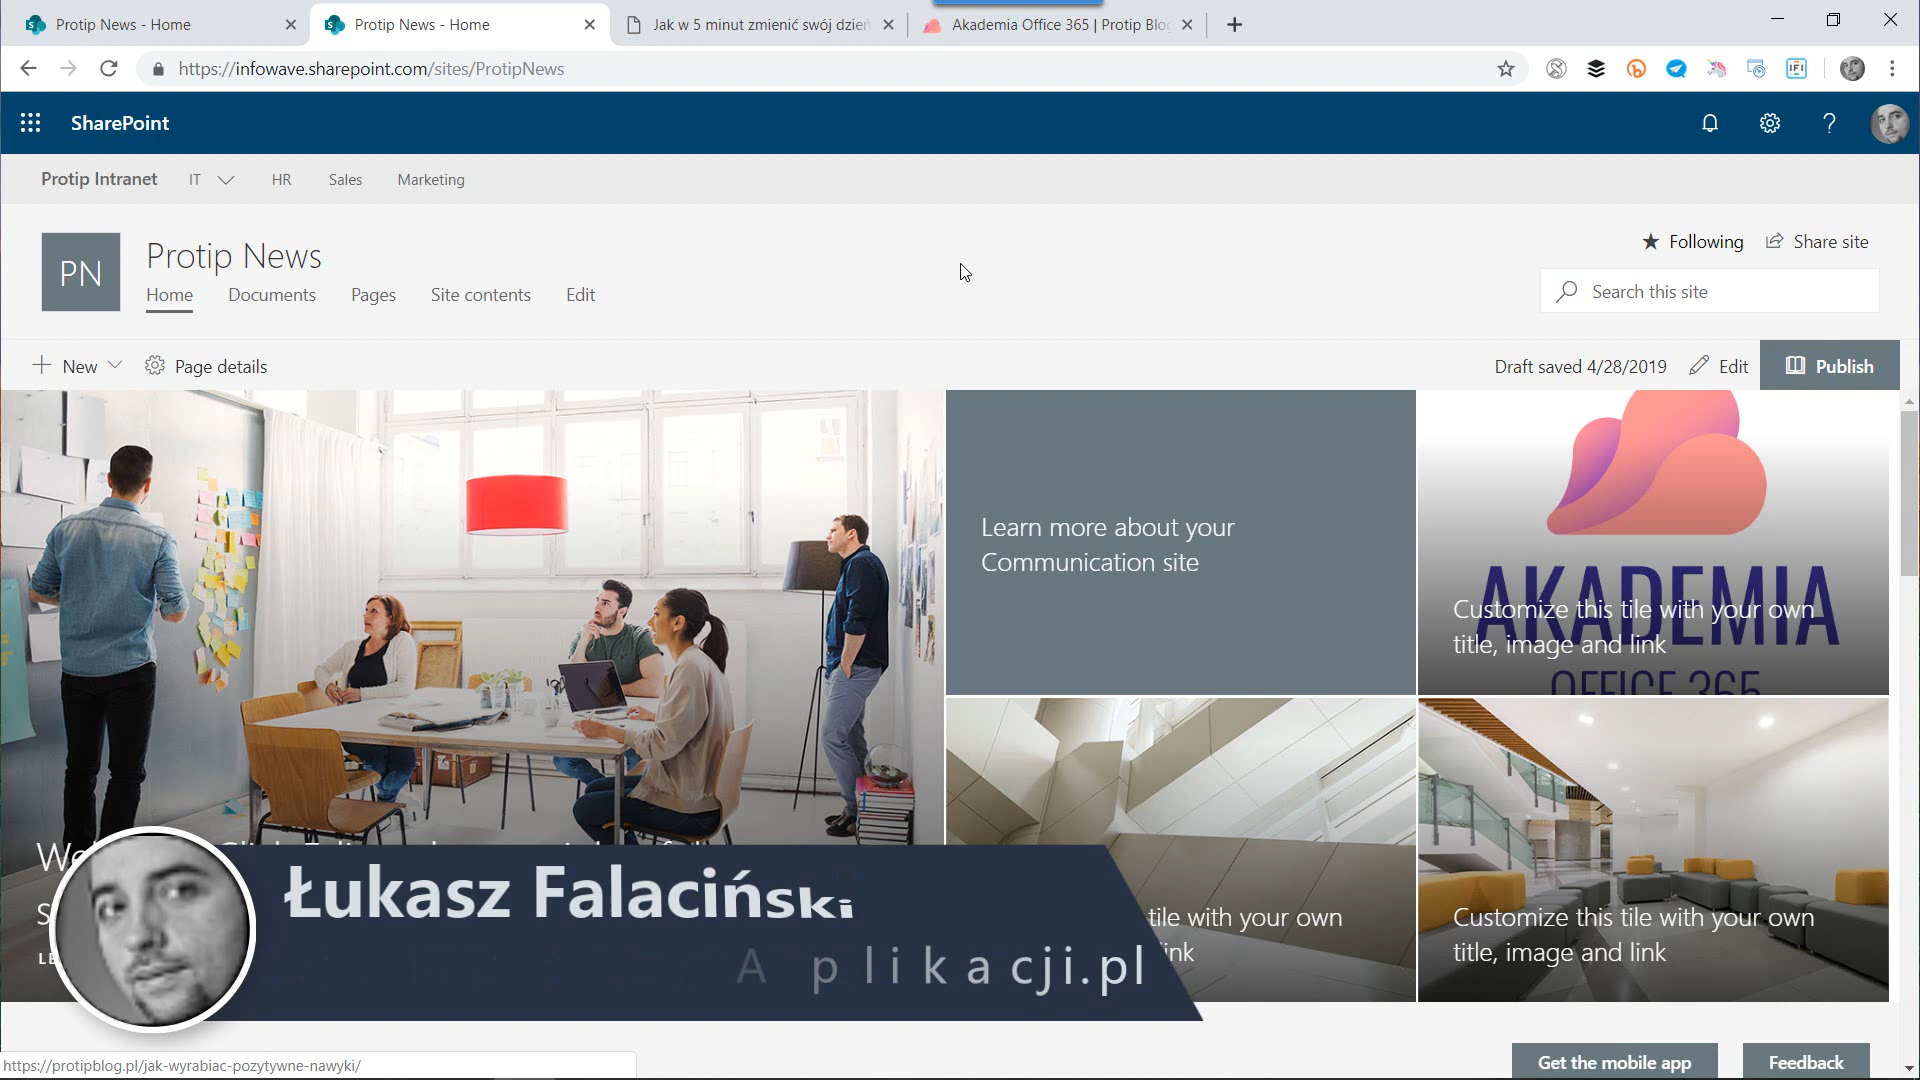 Protip News - Home
Protip News - Home
Jak w 5 minut zmienić swój dzień
Akademia Office 365 | Protip Blog
https://infowave.sharepoint.com/sites/ProtipNews
SharePoint
Protip Intranet IT HR Sales Marketing
PN
Protip News
Following Share site
Home Documents Pages Site contents Edit
Search this site
New Page details
Draft saved 4/28/2019 Edit Publish
Learn more about your
Communication site
AKADEMIA
OFFICE 365
Customize this tile with your own
title, image and link
tile with your own
Customize this tile with your own
title, image and link
Łukasz Falaciński
Aplikacji.pl
https://protipblog.pl/jak-wyrabiac-pozytywne-nawyki/
Get the mobile app Feedback